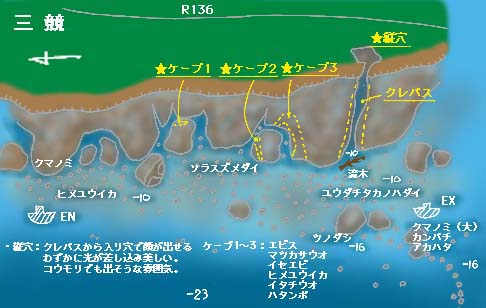 R136
三競
★縦穴
★ケーブ1
★ケーブ2
★ケーブ3
クレバス
クマノミ
ソラスズメダイ
-10
流木
ヒメユウイカ
-10
ユウダチタカノハダイ
EN
EX
ツノダシ
-16
クマノミ（大）
カンパチ
アカハタ
-16
・縦穴：クレバスから入り穴で顔が出せる
わずかに光が差し込み美しい。
コウモリでも出そうな雰囲気。
ケーブ1～3：エビス
マツカサウオ
イセエビ
ヒメユウイカ
イタチウオ
ハタンポ
-23